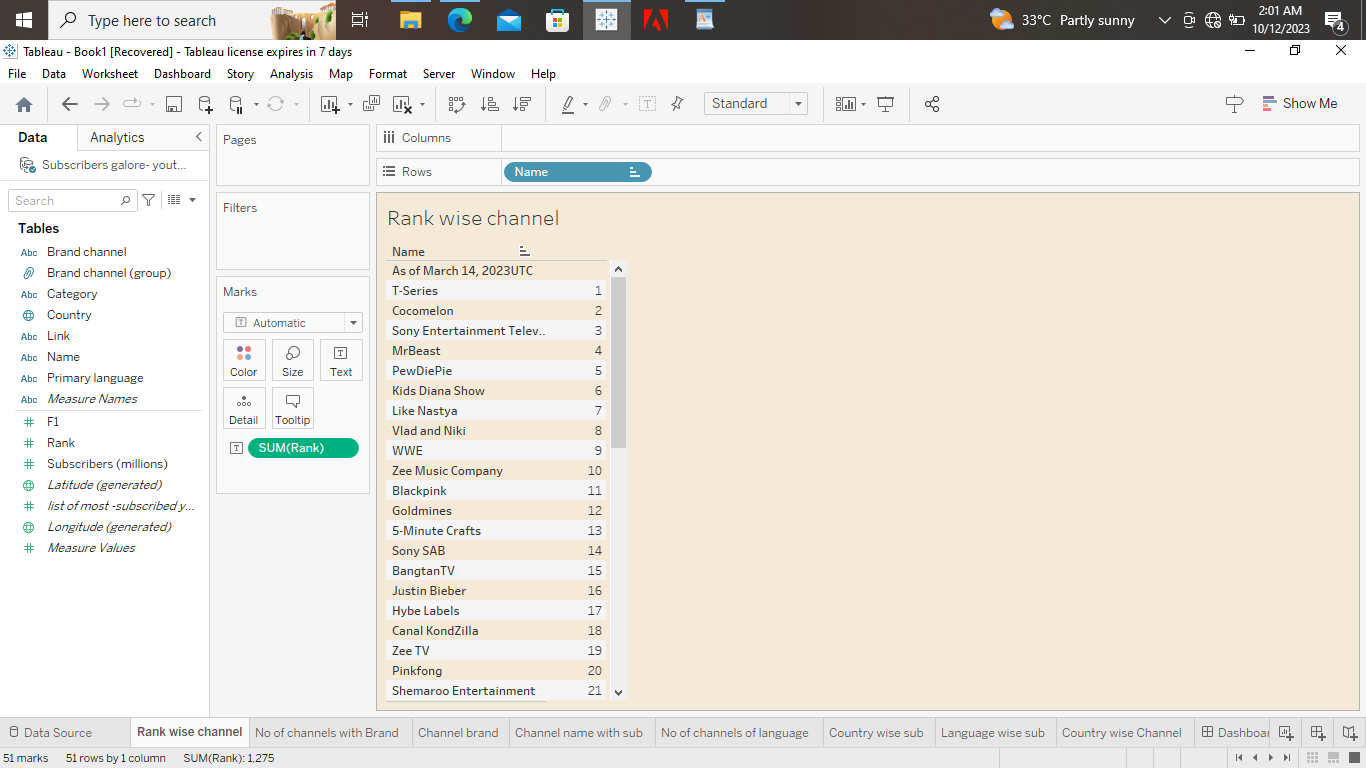 Type here to search
33°C Partly sunny
2:01 AM
10/12/2023
4
Tableau - Book1 [Recovered] - Tableau license expires in 7 days
File Data Worksheet Dashboard Story Analysis Map Format Server Window Help
Standard
Show Me
Data
Analytics
Subscribers galore- yout...
Search
Tables
Abc Brand channel
Brand channel (group)
Abc Category
Country
Abc Link
Abc Name
Abc Primary language
Abc Measure Names
F1
Rank
Subscribers (millions)
Latitude (generated)
list of most -subscribed y...
Longitude (generated)
Measure Values
Pages
Filters
Marks
T Automatic
Color
Size
T Text
Detail
Tooltip
T SUM(Rank)
Columns
Rows
Name
Rank wise channel
Name
As of March 14, 2023UTC
T-Series 1
Cocomelon 2
Sony Entertainment Telev.. 3
MrBeast 4
PewDiePie 5
Kids Diana Show 6
Like Nastya 7
Vlad and Niki 8
WWE 9
Zee Music Company 10
Blackpink 11
Goldmines 12
5-Minute Crafts 13
Sony SAB 14
BangtanTV 15
Justin Bieber 16
Hybe Labels 17
Canal KondZilla 18
Zee TV 19
Pinkfong 20
Shemaroo Entertainment 21
Data Source
Rank wise channel
No of channels with Brand
Channel brand
Channel name with sub
No of channels of language
Country wise sub
Language wise sub
Country wise Channel
Dashboar
51 marks
51 rows by 1 column
SUM(Rank): 1,275